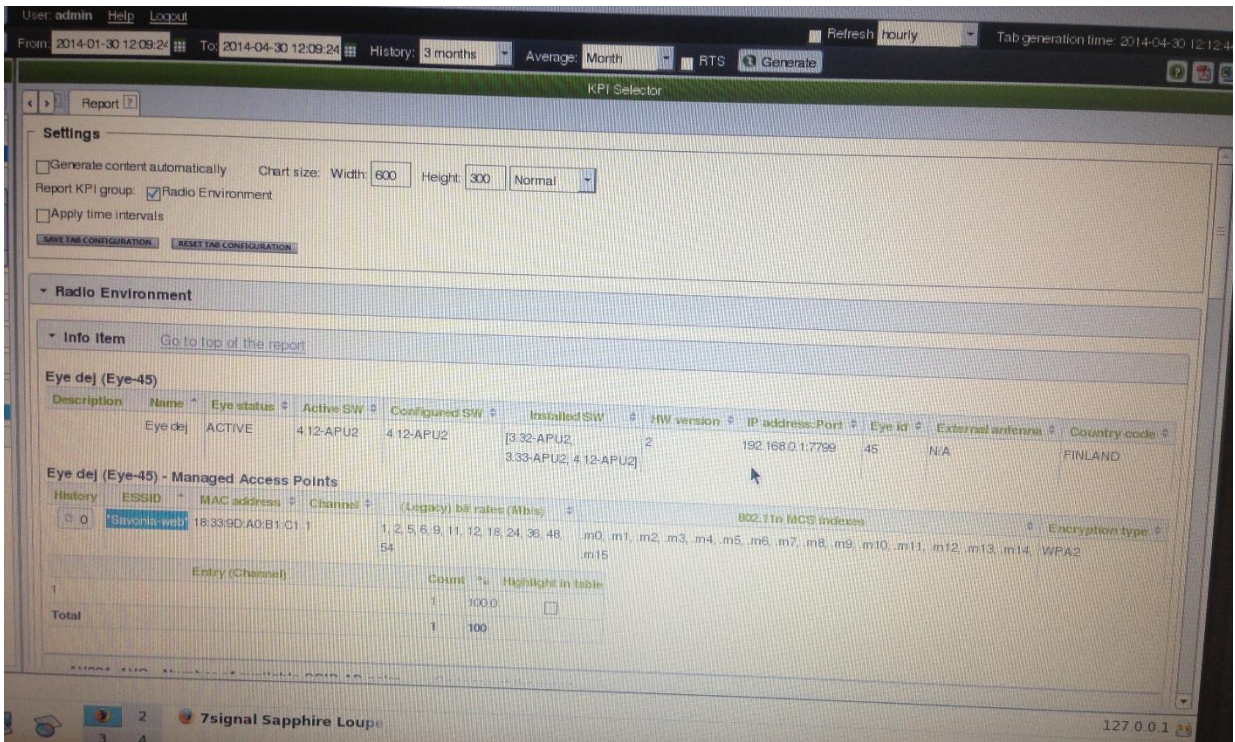 User: admin Help Logout
From: 2014-01-30 12:09:24 To: 2014-04-30 12:09:24 History: 3 months Average: Month RTS Generate Refresh hourly Tab generation time: 2014-04-30 12:12:44
KPI Selector
Report ?
Settings
Generate content automatically Chart size: Width: 600 Height: 300 Normal
Report KPI group: Radio Environment
Apply time intervals
SAVE TAB CONFIGURATION RESET TAB CONFIGURATION
Radio Environment
Info Item Go to top of the report
Eye dej (Eye-45)
Description Name Eye status Active SW Configured SW Installed SW HW version IP address:Port Eye id External antenna Country code
Eye dej ACTIVE 4.12-APU2 4.12-APU2 [3.32-APU2, 2 192.168.0.1:7799 45 N/A FINLAND
3.33-APU2, 4.12-APU2]
Eye dej (Eye-45) - Managed Access Points
History ESSID MAC address Channel (Legacy) bit rates (Mb/s) 802.11n MCS indexes Encryption type
0 "Savonia-web" 18:33:9D:A0:B1:C1 1 1, 2, 5, 6, 9, 11, 12, 18, 24, 36, 48, .m0, .m1, .m2, .m3, .m4, .m5, .m6, .m7, .m8, .m9, .m10, .m11, .m12, .m13, .m14, WPA2
54 .m15
Entry (Channel) Count % Highlight in table
1 1 100.0
Total 1 100
2
7signal Sapphire Loupe
127.0.0.1
3 4